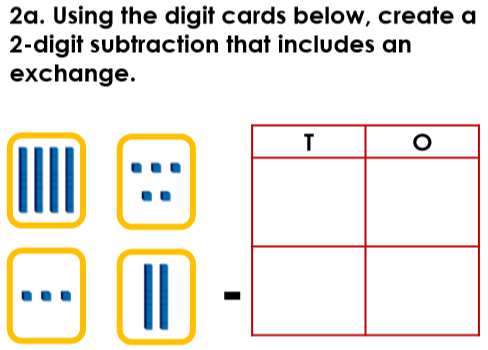 2a. Using the digit cards below, create a
2-digit subtraction that includes an
exchange.
T O
-